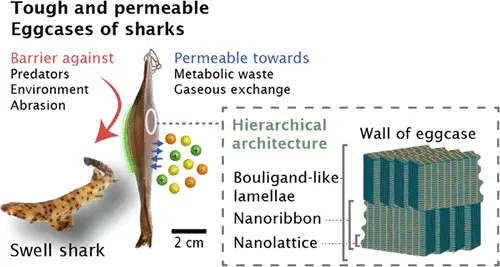 Tough and permeable
Eggcases of sharks
Barrier against
Predators
Environment
Abrasion
Permeable towards
Metabolic waste
Gaseous exchange
Hierarchical
architecture
Wall of eggcase
Bouligand-like
lamellae
Nanoribbon
Nanolattice
Swell shark
2 cm